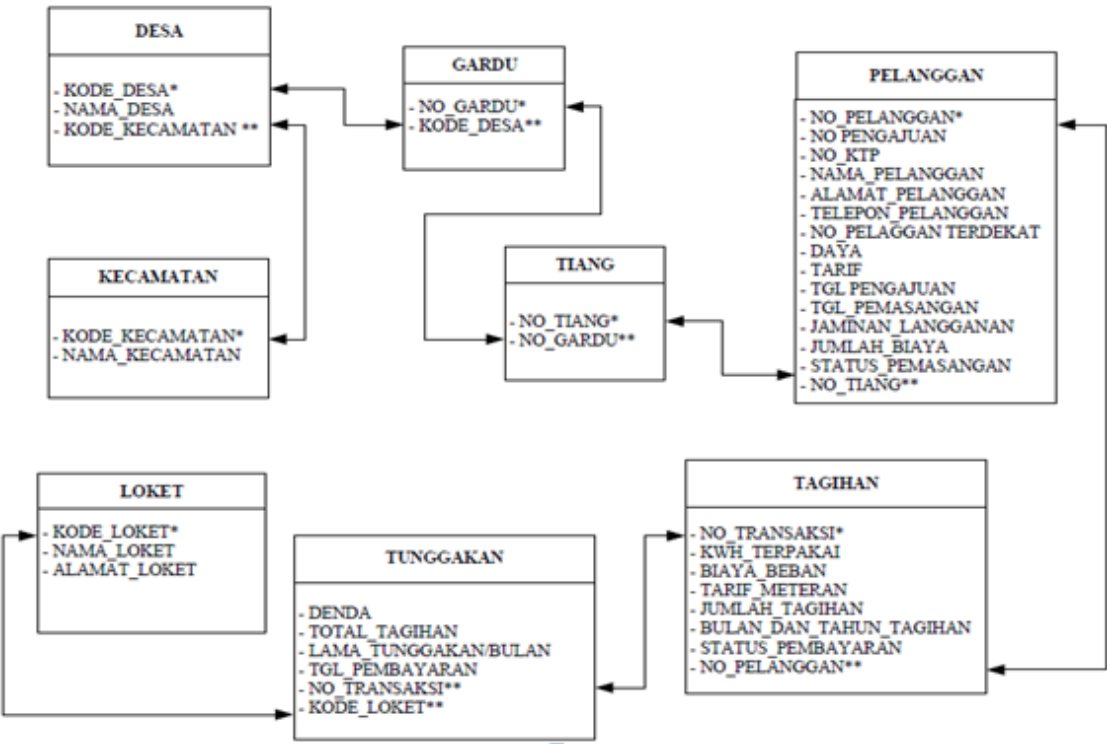 DESA
- KODE_DESA*
- NAMA_DESA
- KODE_KECAMATAN **
GARDU
- NO_GARDU*
- KODE_DESA**
PELANGGAN
- NO_PELANGGAN*
- NO PENGAJUAN
- NO_KTP
- NAMA_PELANGGAN
- ALAMAT_PELANGGAN
- TELEPON_PELANGGAN
- NO_PELAGGAN TERDEKAT
- DAYA
- TARIF
- TGL PENGAJUAN
- TGL_PEMASANGAN
- JAMINAN_LANGGANAN
- JUMLAH_BIAYA
- STATUS_PEMASANGAN
- NO_TIANG**
KECAMATAN
- KODE_KECAMATAN*
- NAMA_KECAMATAN
TIANG
- NO_TIANG*
- NO_GARDU**
LOKET
- KODE_LOKET*
- NAMA_LOKET
- ALAMAT_LOKET
TUNGGAKAN
- DENDA
- TOTAL_TAGIHAN
- LAMA_TUNGGAKAN/BULAN
- TGL_PEMBAYARAN
- NO_TRANSAKSI**
- KODE_LOKET**
TAGIHAN
- NO_TRANSAKSI*
- KWH_TERPAKAI
- BIAYA_BEBAN
- TARIF_METERAN
- JUMLAH_TAGIHAN
- BULAN_DAN_TAHUN_TAGIHAN
- STATUS_PEMBAYARAN
- NO_PELANGGAN**